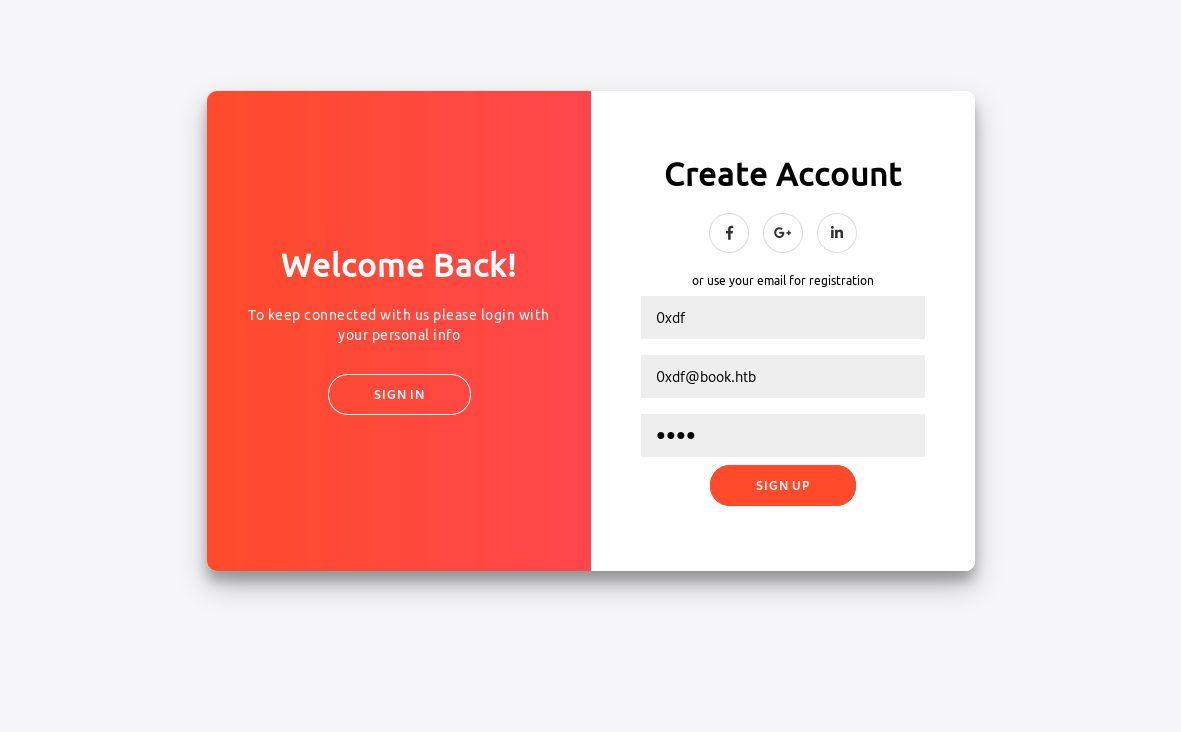 Welcome Back!
To keep connected with us please login with
your personal info
SIGN IN
Create Account
f
G+
in
or use your email for registration
0xdf
0xdf@book.htb
••••
SIGN UP